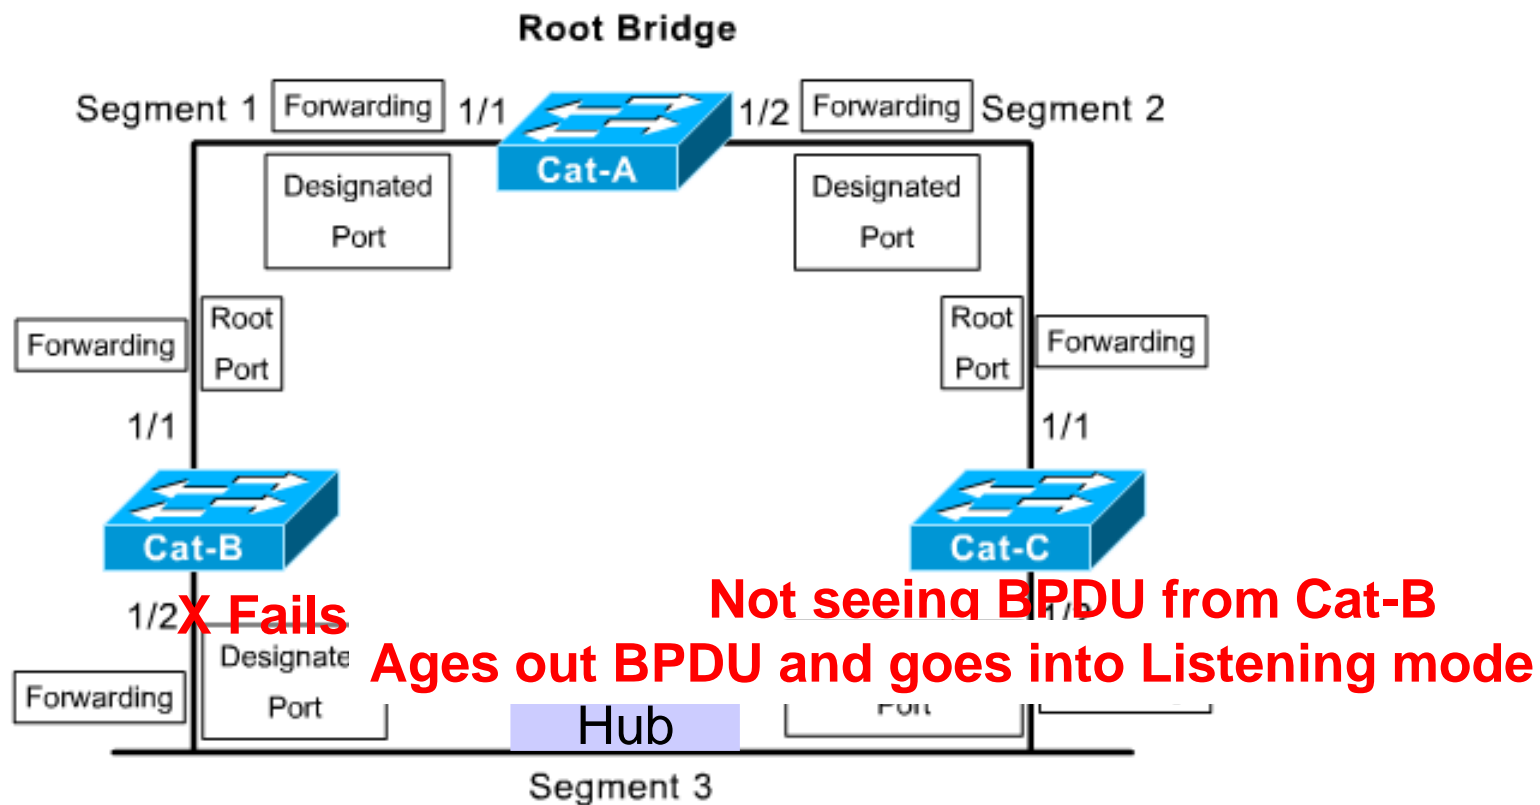 Root Bridge
Segment 1 Forwarding 1/1 1/2 Forwarding Segment 2
Cat-A
Designated
Port
Designated
Port
Forwarding
Root
Port
Root
Port
Forwarding
1/1
1/1
Cat-B
Cat-C
1/2
X Fails
Not seeing BPDU from Cat-B
Ages out BPDU and goes into Listening mode
Forwarding
Designate
Port
Hub
Port
Segment 3